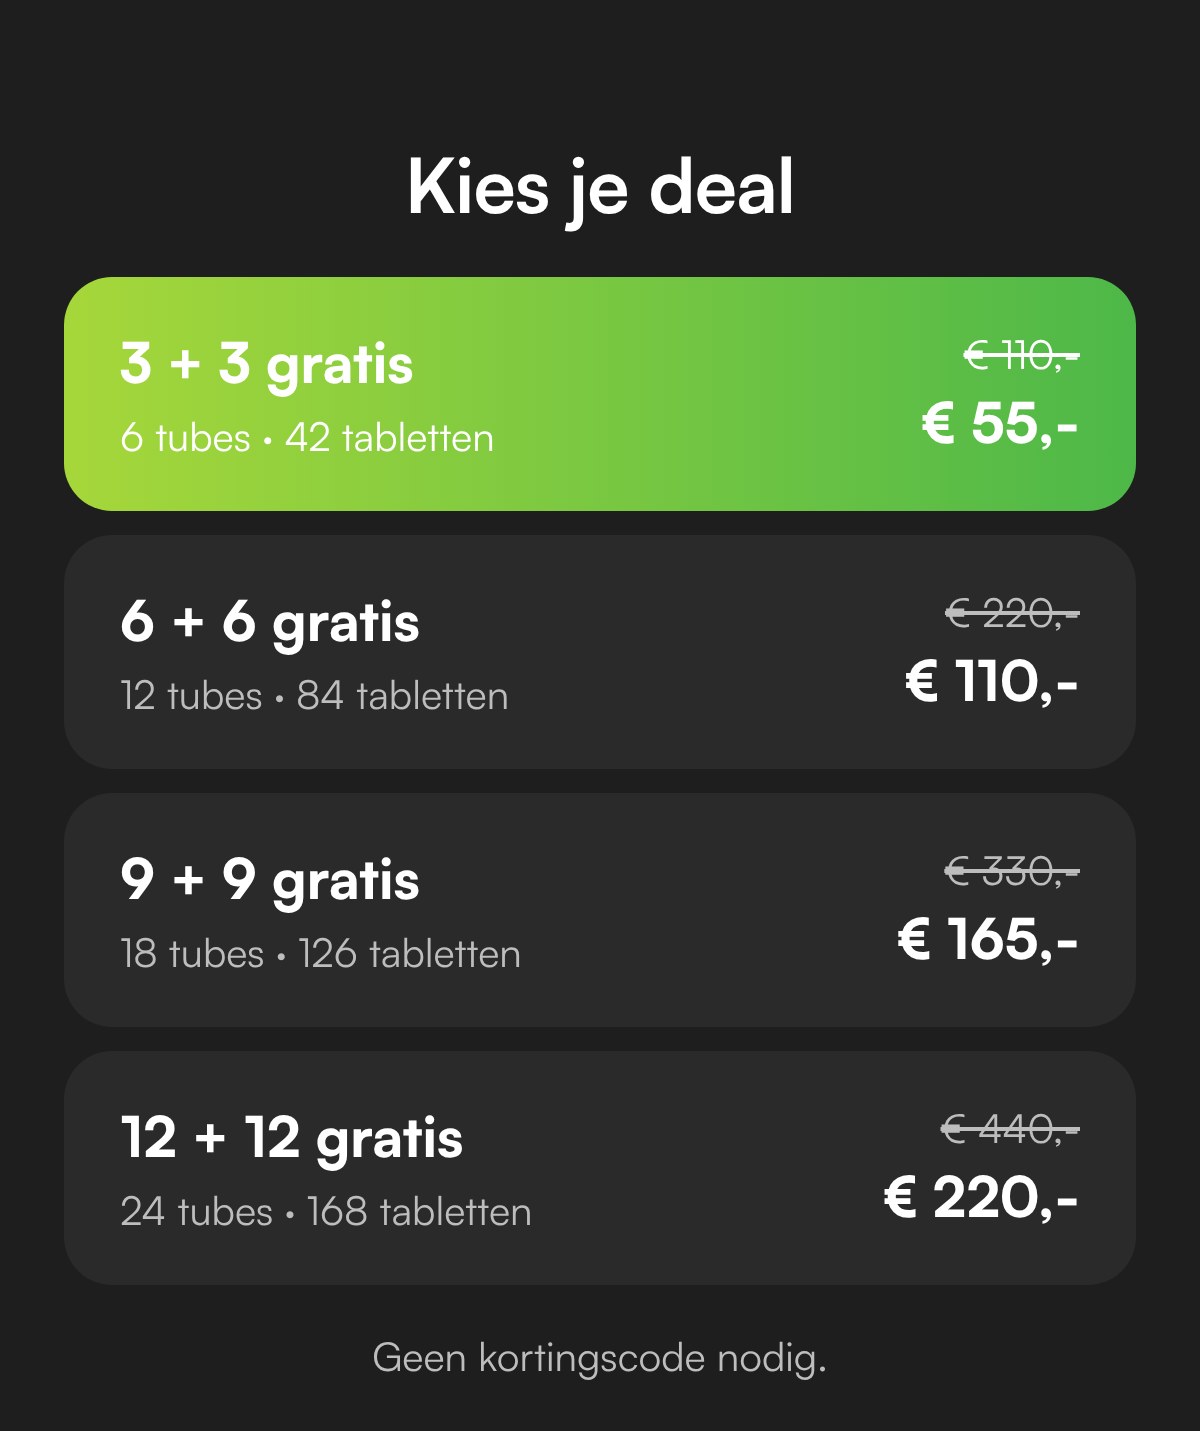 Kies je deal
3 + 3 gratis
€ 110,-
6 tubes · 42 tabletten
€ 55,-
6 + 6 gratis
€ 220,-
12 tubes · 84 tabletten
€ 110,-
9 + 9 gratis
€ 330,-
18 tubes · 126 tabletten
€ 165,-
12 + 12 gratis
€ 440,-
24 tubes · 168 tabletten
€ 220,-
Geen kortingscode nodig.